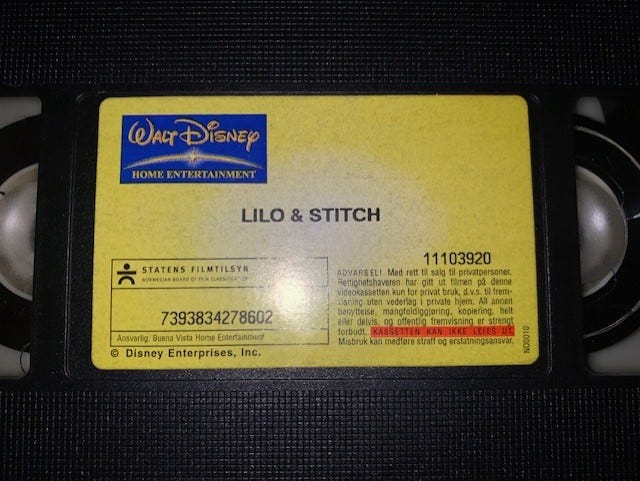 WALT DISNEY
HOME ENTERTAINMENT
LILO & STITCH
STATENS FILMTILSYN
NORWEGIAN BOARD OF FILM CLASSIFICATION
7393834278602
Ansvarlig: Buena Vista Home Entertainment
© Disney Enterprises, Inc.
11103920
ADVARSEL! Med rett til salg til privatpersoner.
Rettighetshaveren har gitt ut filmen på denne
videokassetten kun for privat bruk, d.v.s. til frem-
visning uten vederlag i private hjem. All annen
benyttelse, mangfoldiggjøring, kopiering, helt
eller delvis, og offentlig fremvisning er strengt
forbudt. KASSETTEN KAN IKKE LEIES UT.
Misbruk kan medføre straff og erstatningsansvar.
NO0010